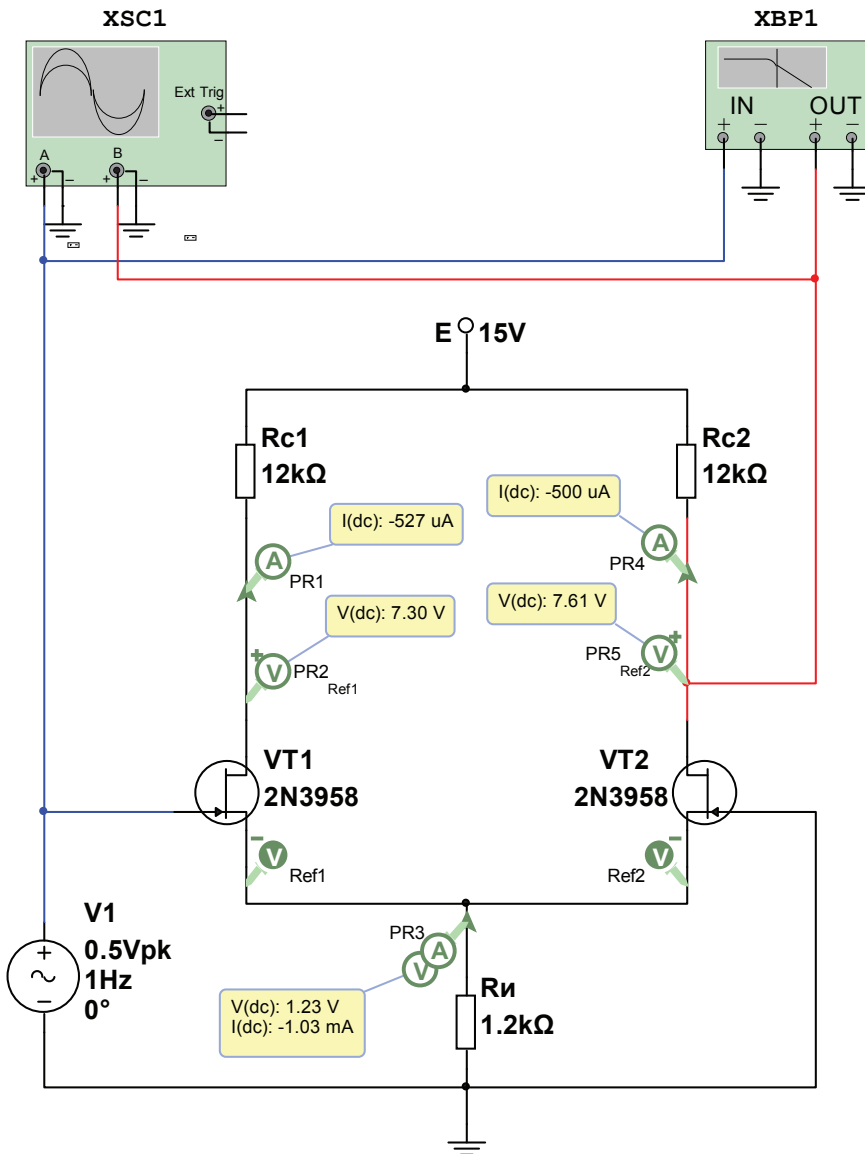 XSC1
XBP1
Ext Trig
+
−
A
B
+
−
+
−
IN
OUT
+
−
+
−
E
15V
Rc1
12kΩ
Rc2
12kΩ
I(dc): -527 uA
I(dc): -500 uA
A
PR1
A
PR4
V(dc): 7.30 V
V(dc): 7.61 V
+
V
PR2
Ref1
PR5
Ref2
V
+
VT1
2N3958
VT2
2N3958
−
V
Ref1
−
V
Ref2
PR3
A
V
V1
+
−
0.5Vpk
1Hz
0°
V(dc): 1.23 V
I(dc): -1.03 mA
Rи
1.2kΩ